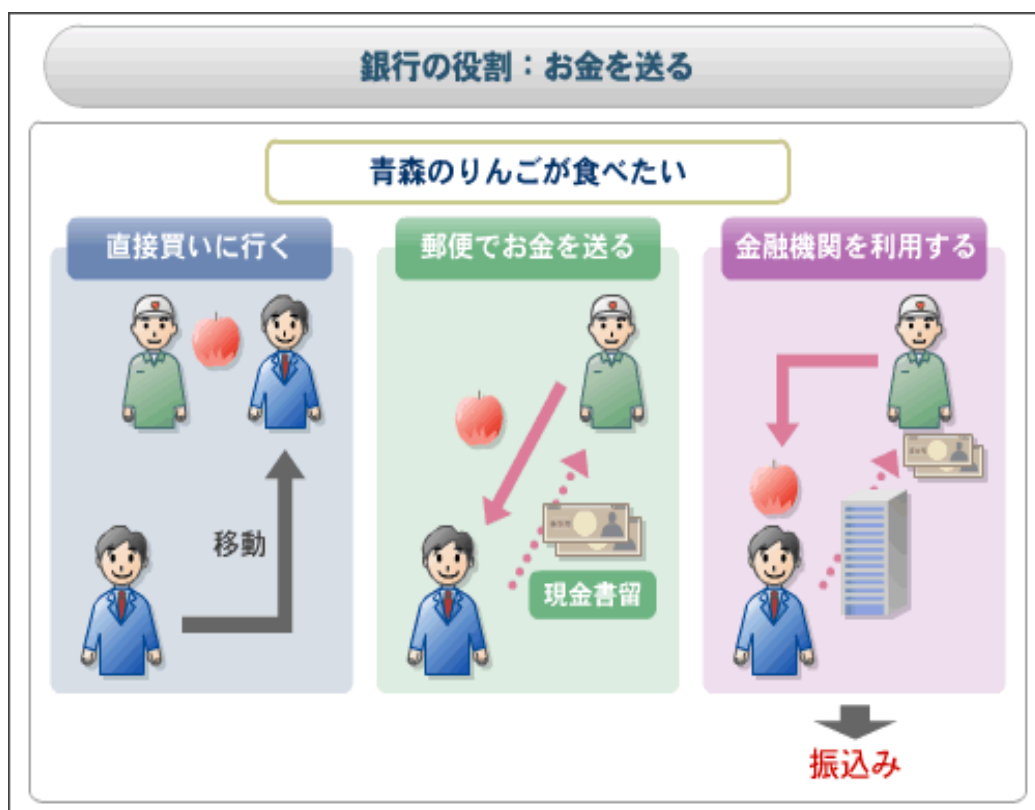 銀行の役割：お金を送る
青森のりんごが食べたい
直接買いに行く
郵便でお金を送る
金融機関を利用する
移動
現金書留
振込み